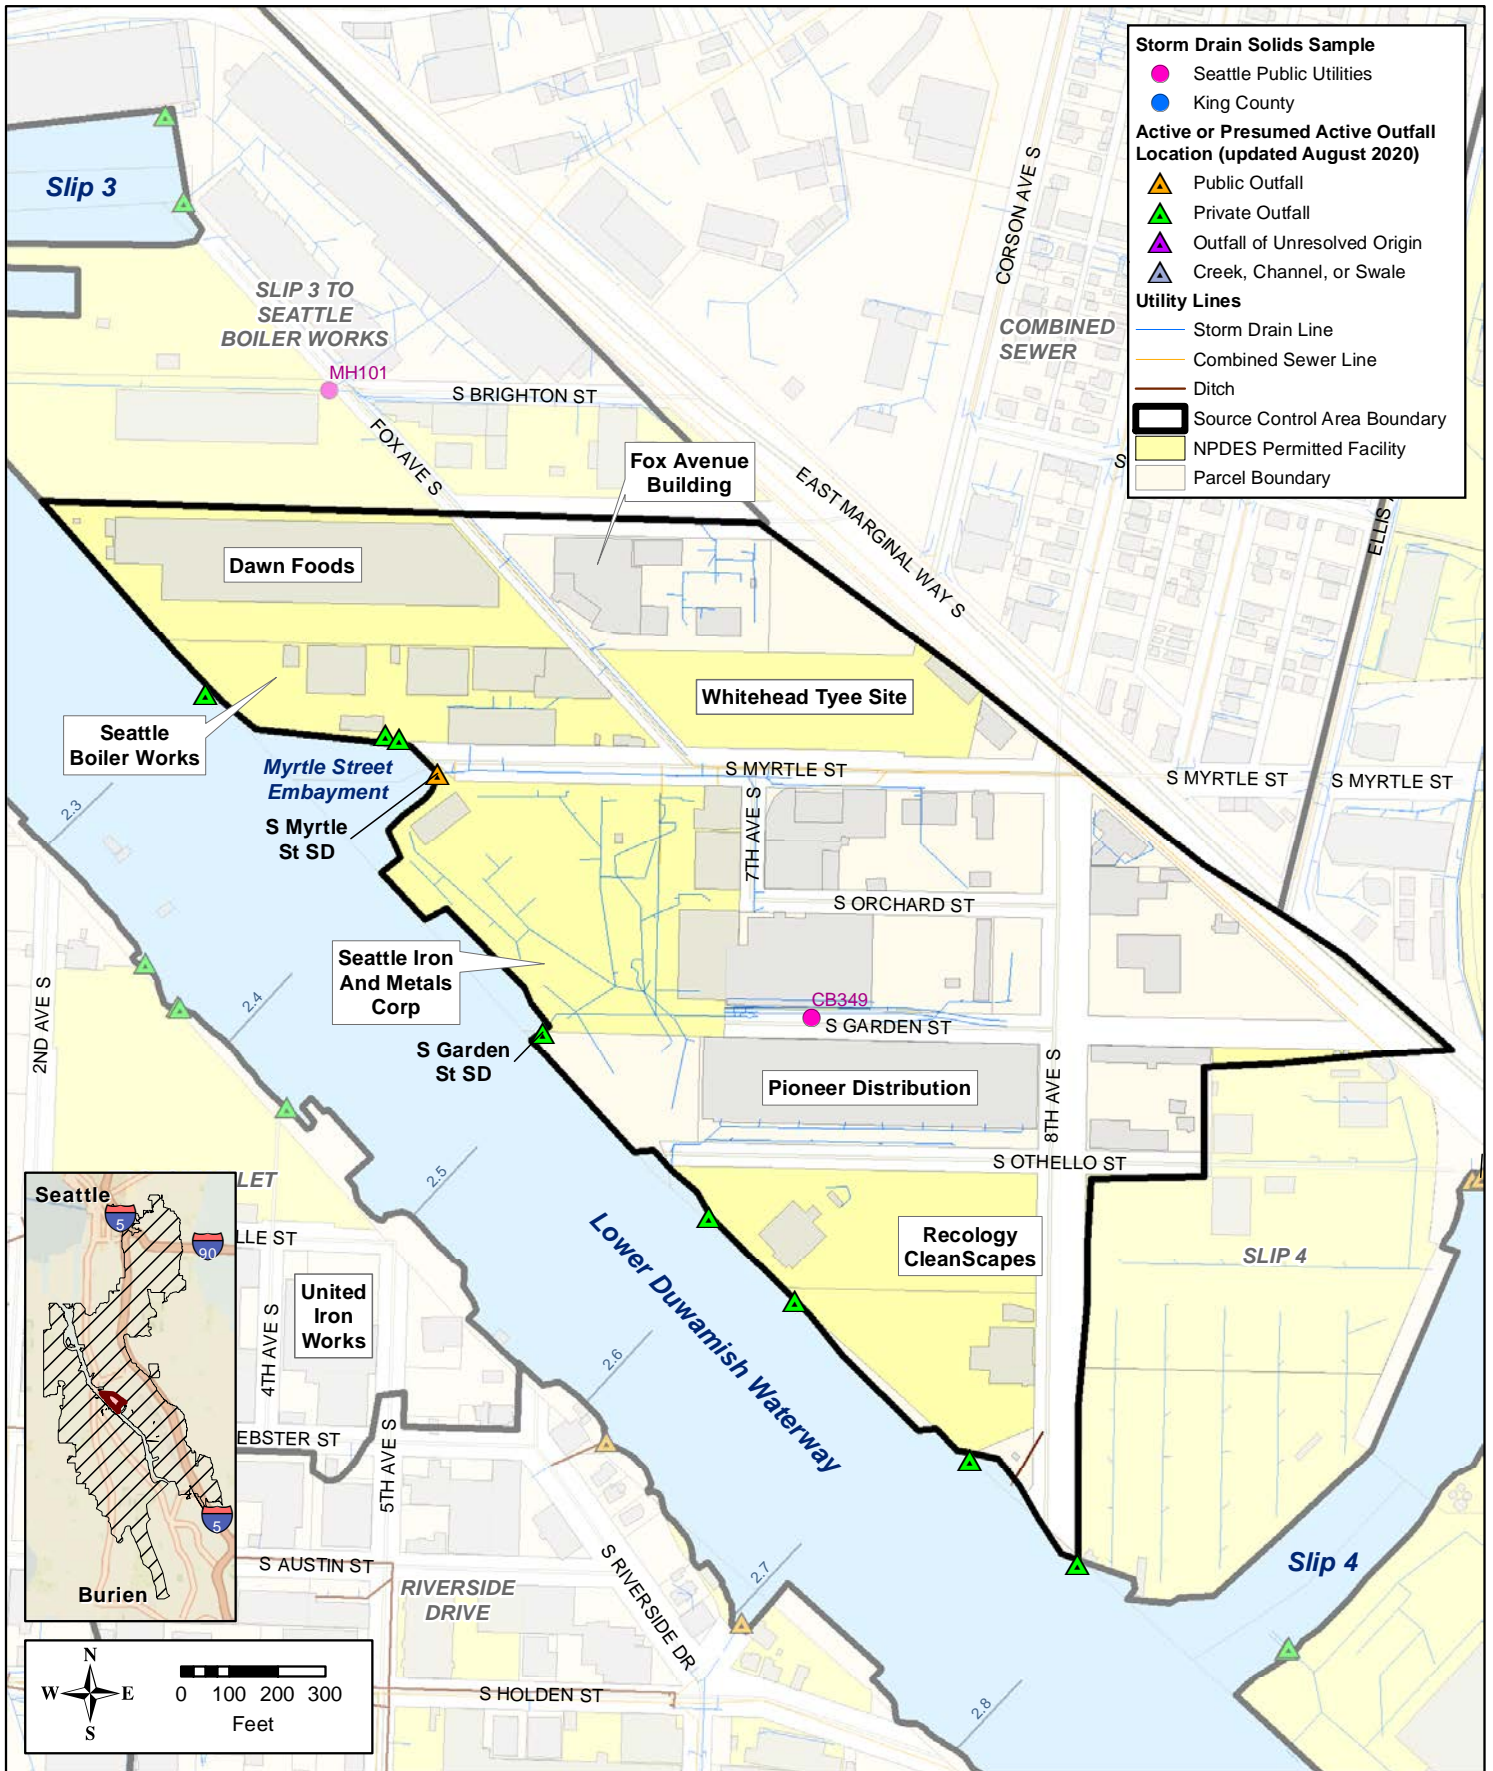 Storm Drain Solids Sample
Seattle Public Utilities
King County
Active or Presumed Active Outfall
Location (updated August 2020)
Public Outfall
Private Outfall
Outfall of Unresolved Origin
Creek, Channel, or Swale
Utility Lines
Storm Drain Line
Combined Sewer Line
Ditch
Source Control Area Boundary
NPDES Permitted Facility
Parcel Boundary
Slip 3
SLIP 3 TO
SEATTLE
BOILER WORKS
CORSON AVE S
COMBINED
SEWER
MH101
S BRIGHTON ST
FOX AVE S
Fox Avenue
Building
EAST MARGINAL WAY S
S
ELLIS
Dawn Foods
Whitehead Tyee Site
Seattle
Boiler Works
Myrtle Street
Embayment
S MYRTLE ST
S MYRTLE ST
S MYRTLE ST
S Myrtle
St SD
2.3
7TH AVE S
S ORCHARD ST
Seattle Iron
And Metals
Corp
2ND AVE S
2.4
CB349
S GARDEN ST
S Garden
St SD
Pioneer Distribution
8TH AVE S
2.5
S OTHELLO ST
LET
Seattle
5
90
LLE ST
Lower Duwamish Waterway
Recology
CleanScapes
SLIP 4
United
Iron
Works
4TH AVE S
2.6
EBSTER ST
5TH AVE S
5
Burien
S AUSTIN ST
RIVERSIDE
DRIVE
S RIVERSIDE DR
2.7
Slip 4
N
W
E
S
0 100 200 300
Feet
S HOLDEN ST
2.8